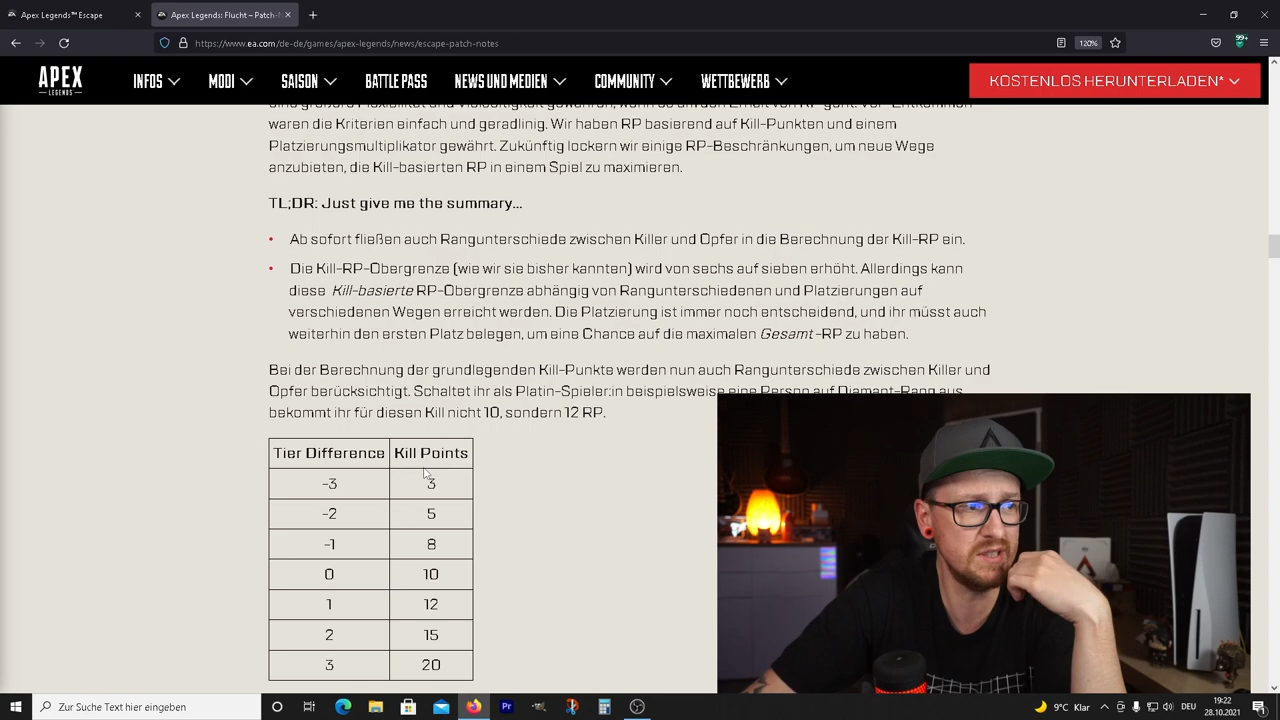 Apex Legends™ Escape
Apex Legends: Flucht – Patch-N
https://www.ea.com/de-de/games/apex-legends/news/escape-patch-notes
120%
99+
APEX
LEGENDS
INFOS
MODI
SAISON
BATTLE PASS
NEWS UND MEDIEN
COMMUNITY
WETTBEWERB
KOSTENLOS HERUNTERLADEN*
waren die Kriterien einfach und geradlinig. Wir haben RP basierend auf Kill-Punkten und einem
Platzierungsmultiplikator gewährt. Zukünftig lockern wir einige RP-Beschränkungen, um neue Wege
anzubieten, die Kill-basierten RP in einem Spiel zu maximieren.
TL;DR: Just give me the summary...
• Ab sofort fließen auch Rangunterschiede zwischen Killer und Opfer in die Berechnung der Kill-RP ein.
• Die Kill-RP-Obergrenze (wie wir sie bisher kannten) wird von sechs auf sieben erhöht. Allerdings kann
diese Kill-basierte RP-Obergrenze abhängig von Rangunterschiedenen und Platzierungen auf
verschiedenen Wegen erreicht werden. Die Platzierung ist immer noch entscheidend, und ihr müsst auch
weiterhin den ersten Platz belegen, um eine Chance auf die maximalen Gesamt-RP zu haben.
Bei der Berechnung der grundlegenden Kill-Punkte werden nun auch Rangunterschiede zwischen Killer und
Opfer berücksichtigt. Schaltet ihr als Platin-Spieler:in beispielsweise eine Person auf Diamant-Rang aus,
bekommt ihr für diesen Kill nicht 10, sondern 12 RP.
Tier Difference Kill Points
-3 3
-2 5
-1 8
0 10
1 12
2 15
3 20
Zur Suche Text hier eingeben
9°C Klar
DEU
19:22
28.10.2021